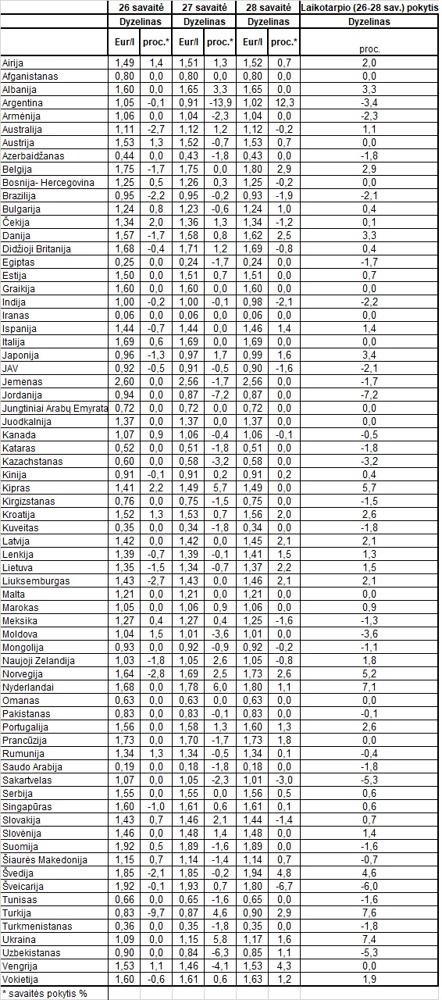 26 savaitė 27 savaitė 28 savaitė Laikotarpio (26-28 sav.) pokytis
Dyzelinas Dyzelinas Dyzelinas Dyzelinas
Eur/l proc.* Eur/l proc.* Eur/l proc.* proc.
Airija 1,49 1,4 1,51 1,3 1,52 0,7 2,0
Afganistanas 0,80 0,0 0,80 0,0 0,80 0,0 0,0
Albanija 1,60 0,0 1,65 3,3 1,65 0,0 3,3
Argentina 1,05 -0,1 0,91 -13,9 1,02 12,3 -3,4
Armėnija 1,06 0,0 1,04 -2,3 1,04 0,0 -2,3
Australija 1,11 -2,7 1,12 1,2 1,12 -0,2 1,1
Austrija 1,53 1,3 1,52 -0,7 1,53 0,7 0,0
Azerbaidžanas 0,44 0,0 0,43 -1,8 0,43 0,0 -1,8
Belgija 1,75 -1,7 1,75 0,0 1,80 2,9 2,9
Bosnija- Hercegovina 1,25 0,5 1,26 0,3 1,25 -0,2 0,0
Brazilija 0,95 -2,2 0,95 -0,2 0,93 -1,9 -2,1
Bulgarija 1,24 0,8 1,23 -0,6 1,24 1,0 0,4
Čekija 1,34 2,0 1,36 1,3 1,34 -1,2 0,1
Danija 1,57 -1,7 1,58 0,8 1,62 2,5 3,3
Didžioji Britanija 1,68 -0,4 1,71 1,2 1,69 -0,8 0,4
Egiptas 0,25 0,0 0,24 -1,7 0,24 0,0 -1,7
Estija 1,50 0,0 1,51 0,7 1,51 0,0 0,7
Graikija 1,60 0,0 1,60 0,0 1,60 0,0 0,0
Indija 1,00 -0,2 1,00 -0,1 0,98 -2,1 -2,2
Iranas 0,06 0,0 0,06 0,0 0,06 0,0 0,0
Ispanija 1,44 -0,7 1,44 0,0 1,46 1,4 1,4
Italija 1,69 0,6 1,69 0,0 1,69 0,0 0,0
Japonija 0,96 -1,3 0,97 1,7 0,99 1,6 3,4
JAV 0,92 -0,5 0,91 -0,5 0,90 -1,6 -2,1
Jemenas 2,60 0,0 2,56 -1,7 2,56 0,0 -1,7
Jordanija 0,94 0,0 0,87 -7,2 0,87 0,0 -7,2
Jungtiniai Arabų Emyrata 0,72 0,0 0,72 0,0 0,72 0,0 0,0
Juodkalnija 1,37 0,0 1,37 0,0 1,37 0,0 0,0
Kanada 1,07 0,9 1,06 -0,4 1,06 -0,1 -0,5
Kataras 0,52 0,0 0,51 -1,8 0,51 0,0 -1,8
Kazachstanas 0,60 0,0 0,58 -3,2 0,58 0,0 -3,2
Kinija 0,91 -0,1 0,91 0,2 0,91 0,2 0,4
Kipras 1,41 2,2 1,49 5,7 1,49 0,0 5,7
Kirgizstanas 0,76 0,0 0,75 -1,5 0,75 0,0 -1,5
Kroatija 1,52 1,3 1,53 0,7 1,56 2,0 2,6
Kuveitas 0,35 0,0 0,34 -1,8 0,34 0,0 -1,8
Latvija 1,42 0,0 1,42 0,0 1,45 2,1 2,1
Lenkija 1,39 -0,7 1,39 -0,1 1,41 1,5 1,3
Lietuva 1,35 -1,5 1,34 -0,7 1,37 2,2 1,5
Liuksemburgas 1,43 -2,7 1,43 0,0 1,46 2,1 2,1
Malta 1,21 0,0 1,21 0,0 1,21 0,0 0,0
Marokas 1,05 0,0 1,06 0,9 1,06 0,0 0,9
Meksika 1,27 0,4 1,27 0,4 1,25 -1,6 -1,3
Moldova 1,04 1,5 1,01 -3,6 1,01 0,0 -3,6
Mongolija 0,93 0,0 0,92 -0,9 0,92 -0,2 -1,1
Naujoji Zelandija 1,03 -1,8 1,05 2,6 1,05 -0,8 1,8
Norvegija 1,64 -2,8 1,69 2,5 1,73 2,6 5,2
Nyderlandai 1,68 0,0 1,78 6,0 1,80 1,1 7,1
Omanas 0,63 0,0 0,63 0,0 0,63 0,0 0,0
Pakistanas 0,83 0,0 0,83 -0,1 0,83 0,0 -0,1
Portugalija 1,56 0,0 1,58 1,3 1,60 1,3 2,6
Prancūzija 1,73 0,0 1,70 -1,7 1,73 1,8 0,0
Rumunija 1,34 1,3 1,34 -0,5 1,34 0,1 -0,4
Saudo Arabija 0,19 0,0 0,18 -1,8 0,18 0,0 -1,8
Sakartvelas 1,07 0,0 1,05 -2,3 1,01 -3,0 -5,3
Serbija 1,55 0,0 1,55 0,0 1,56 0,5 0,6
Singapūras 1,60 -1,0 1,61 0,6 1,61 0,1 0,6
Slovakija 1,43 0,7 1,46 2,1 1,44 -1,4 0,7
Slovėnija 1,46 0,0 1,48 1,4 1,48 0,0 1,4
Suomija 1,92 0,5 1,89 -1,6 1,89 0,0 -1,6
Šiaurės Makedonija 1,15 0,7 1,14 -1,4 1,14 0,7 -0,7
Švedija 1,85 -2,1 1,85 -0,2 1,94 4,8 4,6
Šveicarija 1,92 -0,1 1,93 0,7 1,80 -6,7 -6,0
Tunisas 0,66 0,0 0,65 -1,6 0,65 0,0 -1,6
Turkija 0,83 -9,7 0,87 4,6 0,90 2,9 7,6
Turkmenistanas 0,36 0,0 0,35 -1,8 0,35 0,0 -1,8
Ukraina 1,09 0,0 1,15 5,8 1,17 1,6 7,4
Uzbekistanas 0,90 0,0 0,84 -6,3 0,85 1,1 -5,3
Vengrija 1,53 1,1 1,46 -4,1 1,53 4,3 0,0
Vokietija 1,60 -0,6 1,61 0,6 1,63 1,2 1,9
* savaitės pokytis %